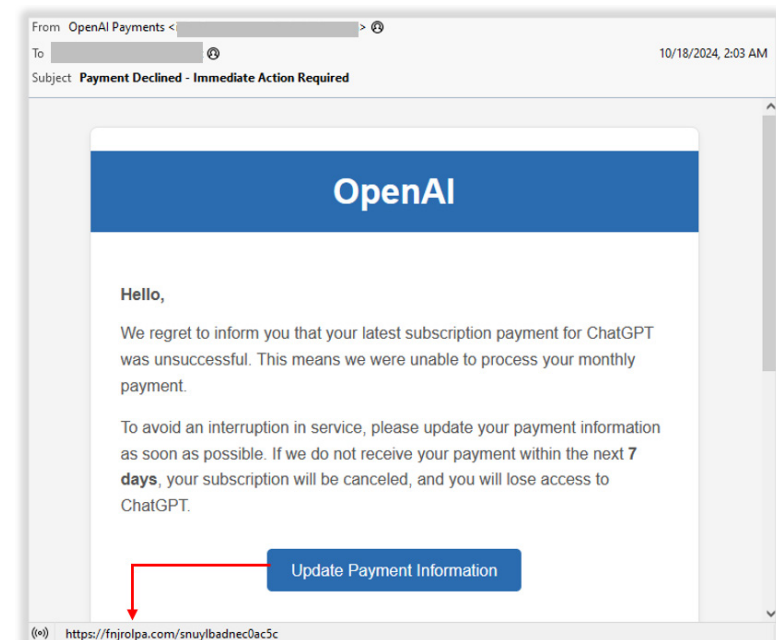 From OpenAI Payments < >
To
10/18/2024, 2:03 AM
Subject Payment Declined - Immediate Action Required
OpenAI
Hello,
We regret to inform you that your latest subscription payment for ChatGPT
was unsuccessful. This means we were unable to process your monthly
payment.
To avoid an interruption in service, please update your payment information
as soon as possible. If we do not receive your payment within the next 7
days, your subscription will be canceled, and you will lose access to
ChatGPT.
Update Payment Information
https://fnjrolpa.com/snuylbadnec0ac5c